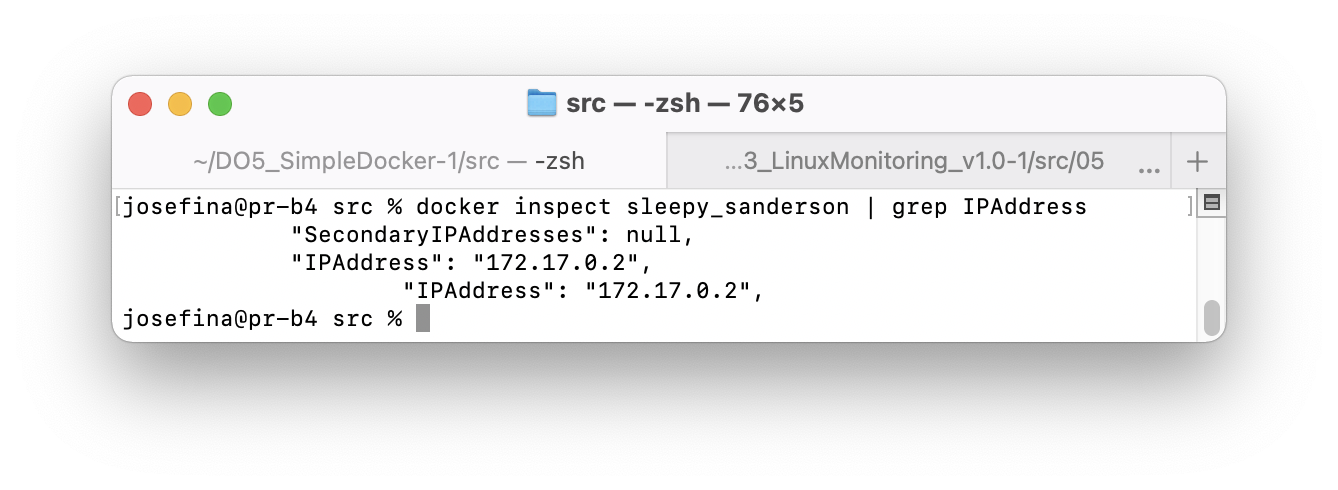 src — -zsh — 76×5
~/DO5_SimpleDocker-1/src — -zsh
...3_LinuxMonitoring_v1.0-1/src/05 ...
[josefina@pr-b4 src % docker inspect sleepy_sanderson | grep IPAddress ]
"SecondaryIPAddresses": null,
"IPAddress": "172.17.0.2",
"IPAddress": "172.17.0.2",
josefina@pr-b4 src %